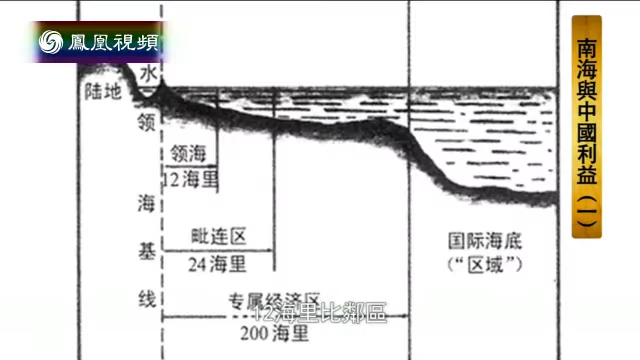 鳳凰視頻
水
陆地
领
海
基
线
领海
12海里
毗连区
24海里
专属经济区
200海里
国际海底
(“区域”)
12海里比鄰區
南海與中國利益(一)